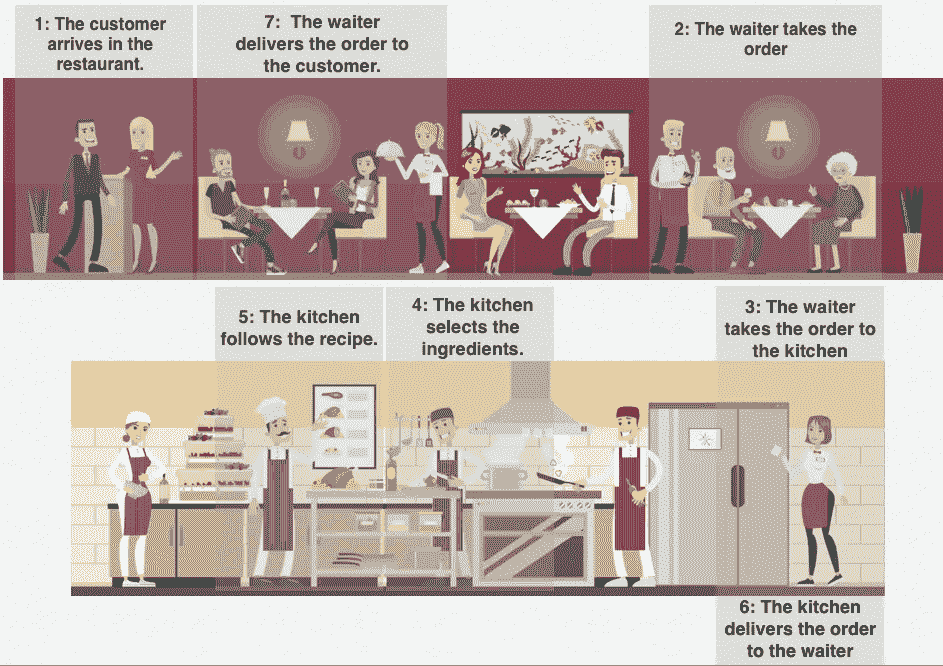 1: The customer
arrives in the
restaurant.
7:  The waiter
delivers the order to
the customer.
2: The waiter takes the
order
5: The kitchen
follows the recipe.
4: The kitchen
selects the
ingredients.
3: The waiter
takes the order to
the kitchen
6: The kitchen
delivers the order
to the waiter